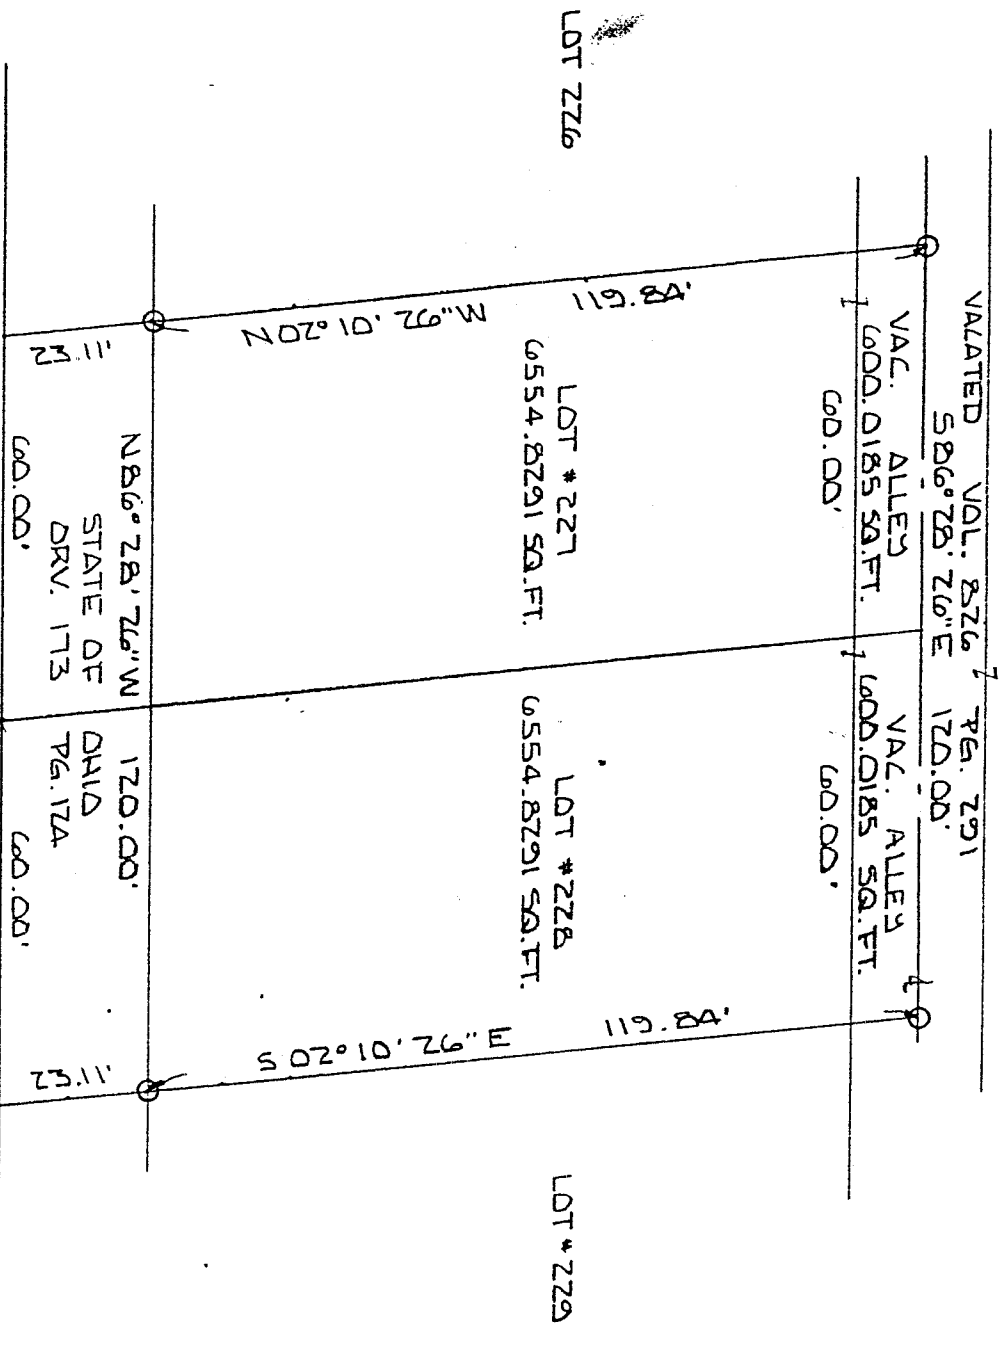 VALATED VOL. 826 PG. 291
S86°28'26"E 120.00'
VAC. ALLEY
600.0185 SQ.FT.
60.00'
VAC. ALLEY
600.0185 SQ.FT.
60.00'
LOT 226
N02°10'26"W 119.84'
LOT #227
6554.8291 SQ.FT.
LOT #228
6554.8291 SQ.FT.
S02°10'26"E 119.84'
LOT #229
N86°28'26"W 120.00'
STATE OF OHIO
ORV. 173 PG. 124
23.11'
60.00'
60.00'
23.11'